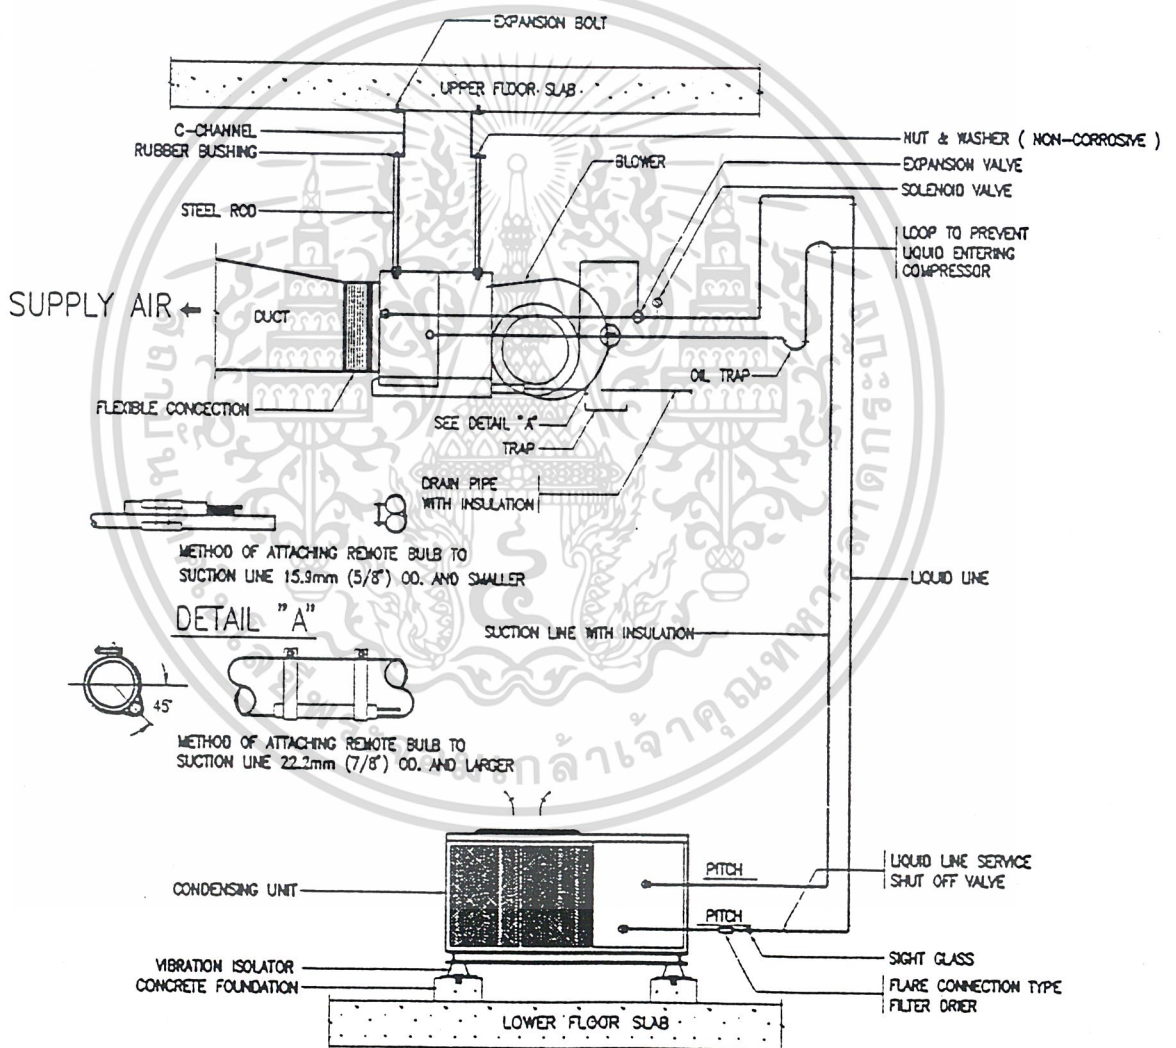 EXPANSION BOLT
UPPER FLOOR SLAB
C-CHANNEL
RUBBER BUSHING
NUT & WASHER ( NON-CORROSIVE )
BLOWER
EXPANSION VALVE
SOLENOID VALVE
STEEL ROD
LOOP TO PREVENT
LIQUID ENTERING
COMPRESSOR
SUPPLY AIR
DUCT
OIL TRAP
FLEXIBLE CONCECTION
SEE DETAIL "A"
TRAP
DRAIN PIPE
WITH INSULATION
METHOD OF ATTACHING REMOTE BULB TO
SUCTION LINE 15.9mm (5/8") OD. AND SMALLER
LIQUID LINE
DETAIL "A"
SUCTION LINE WITH INSULATION
45°
METHOD OF ATTACHING REMOTE BULB TO
SUCTION LINE 22.2mm (7/8") OD. AND LARGER
CONDENSING UNIT
PITCH
LIQUID LINE SERVICE
SHUT OFF VALVE
PITCH
VIBRATION ISOLATOR
CONCRETE FOUNDATION
SIGHT GLASS
FLARE CONNECTION TYPE
FILTER DRIER
LOWER FLOOR SLAB